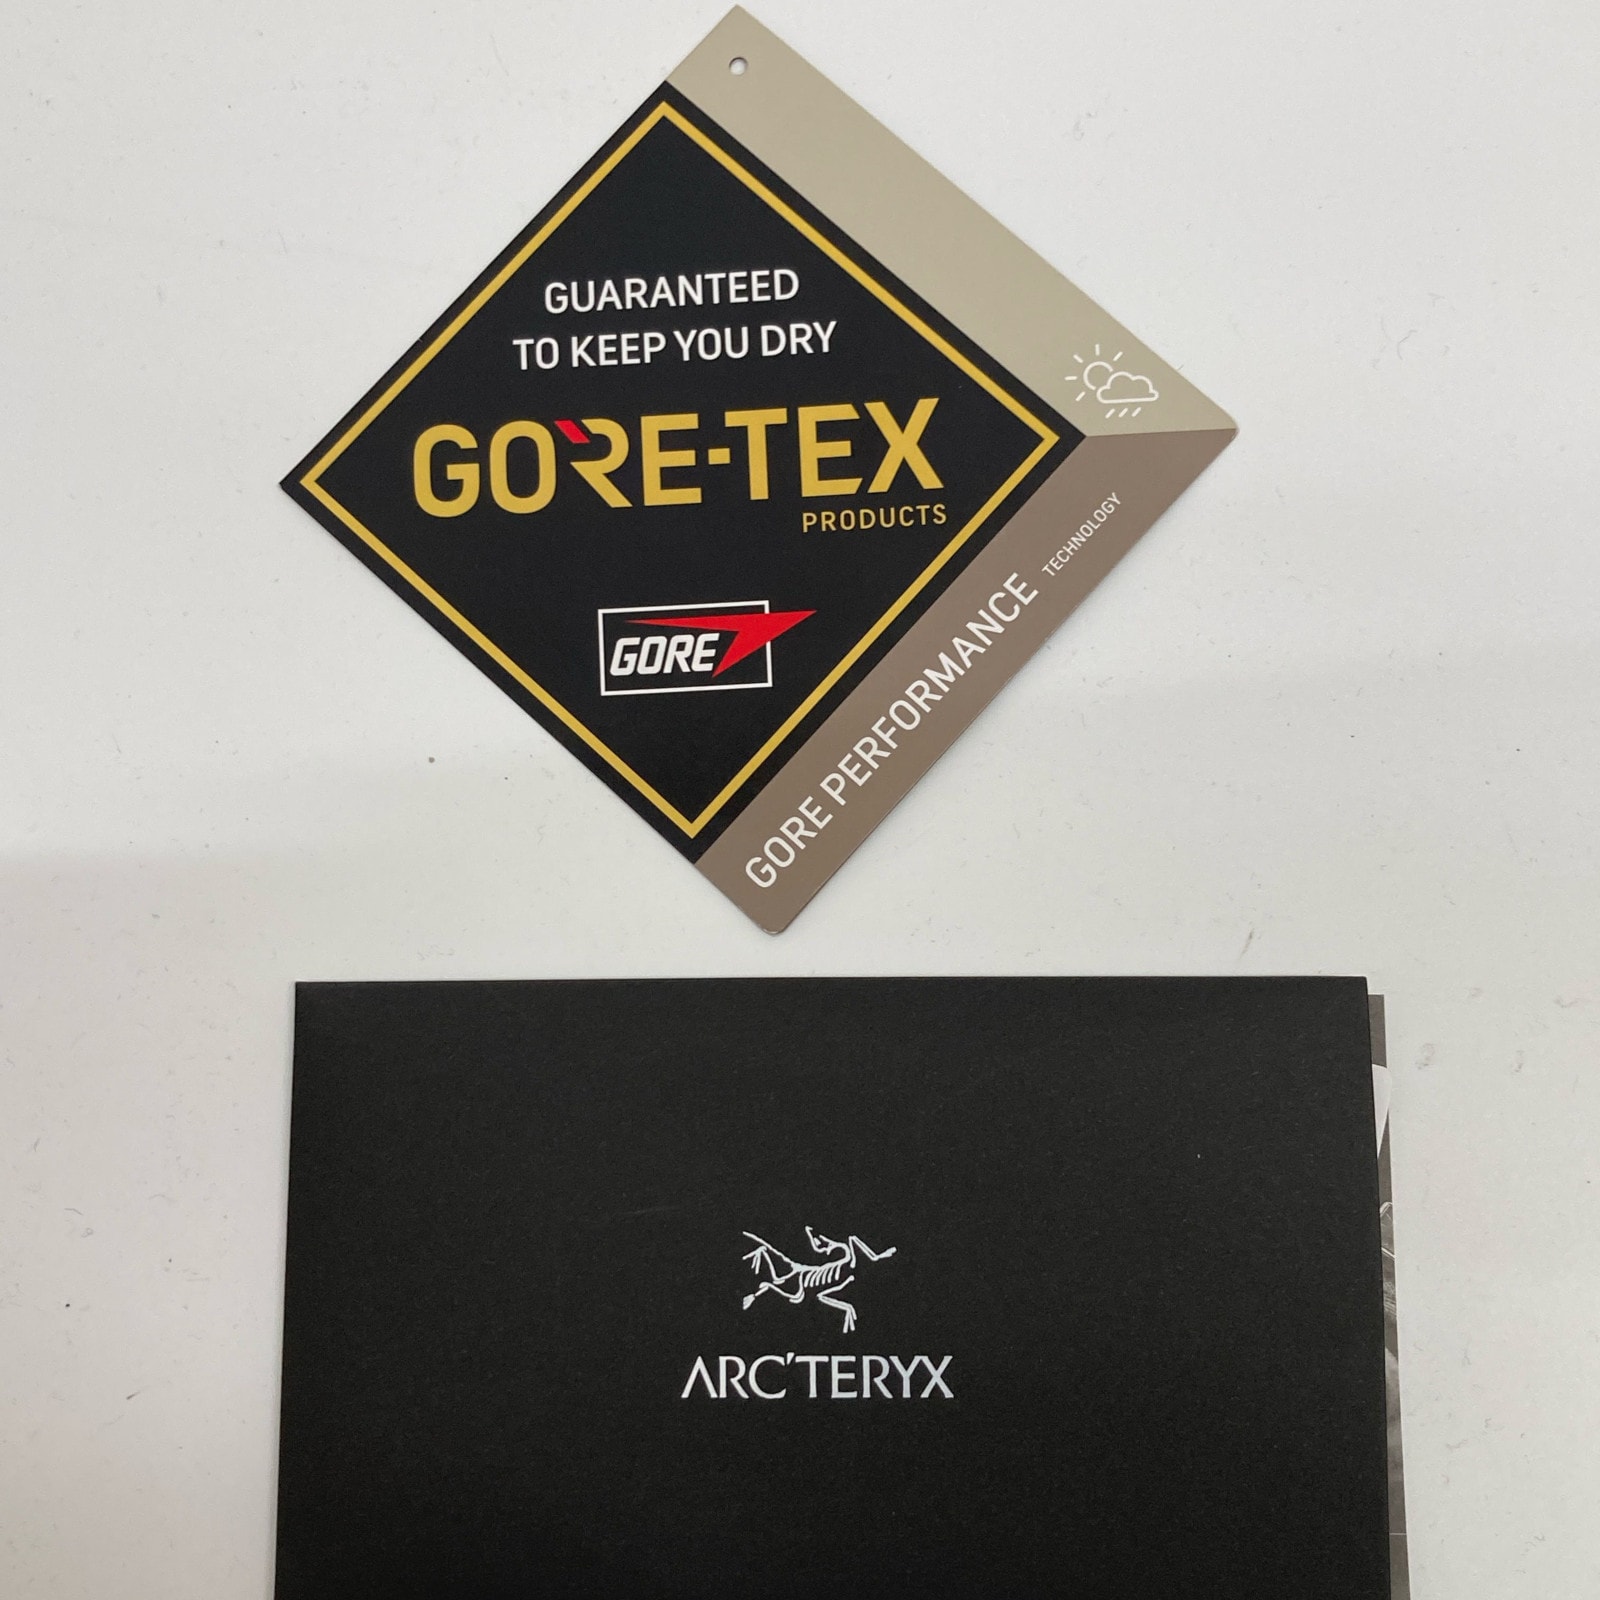 GUARANTEED
TO KEEP YOU DRY
GORE-TEX
PRODUCTS
GORE
GORE PERFORMANCE TECHNOLOGY
ARC'TERYX